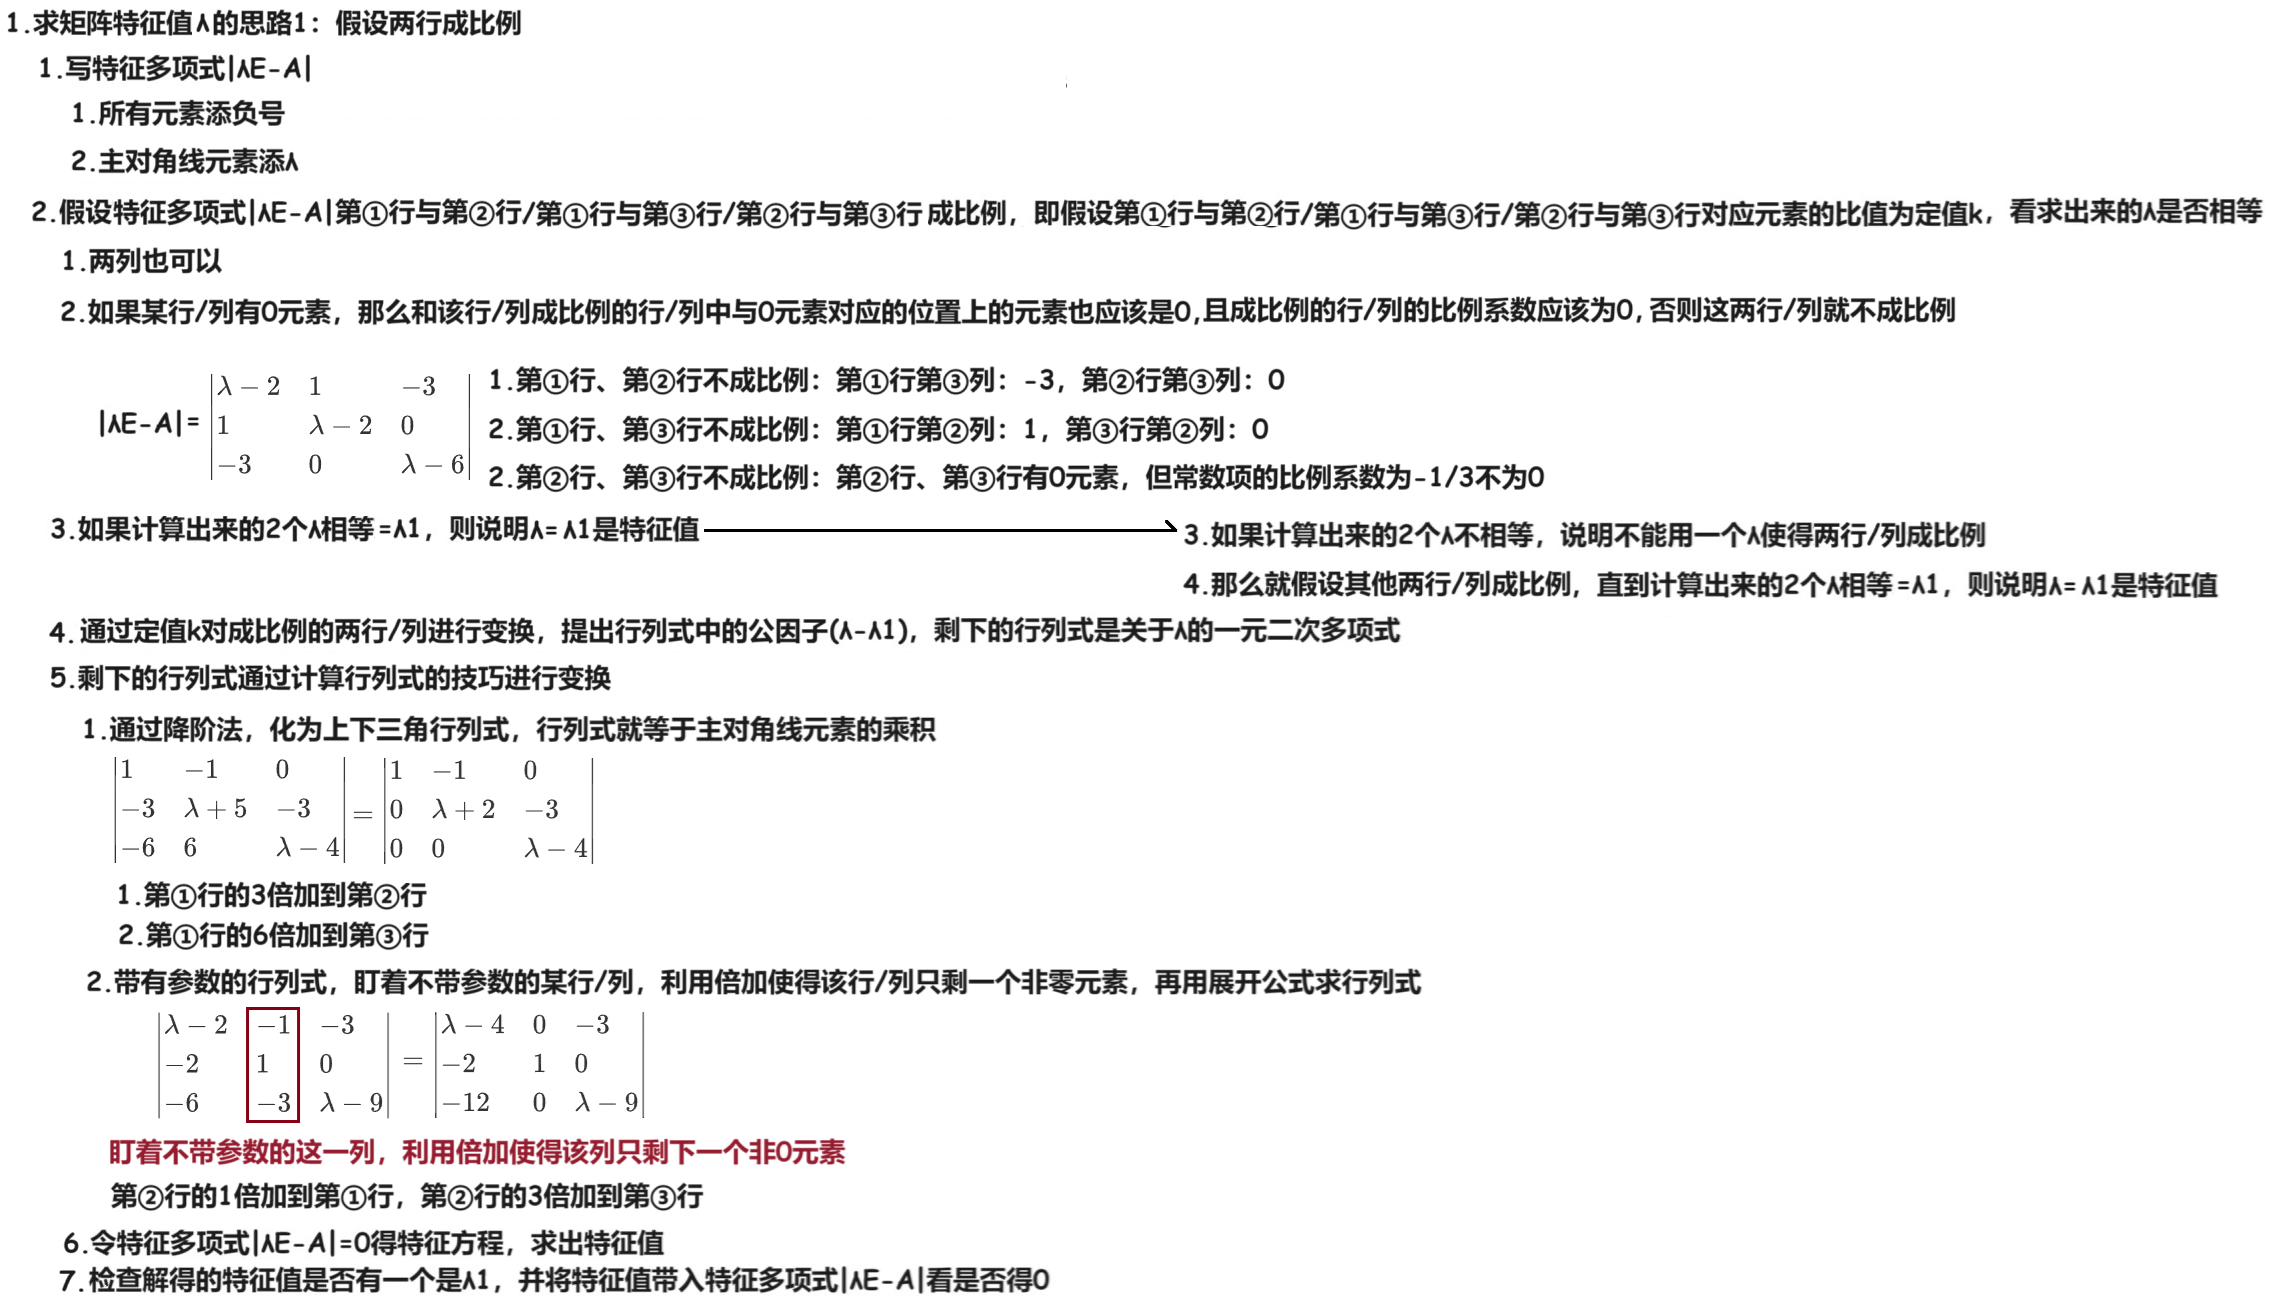 1.求矩阵特征值λ的思路1：假设两行成比例
1.写特征多项式|λE-A|
1.所有元素添负号
2.主对角线元素添λ
2.假设特征多项式|λE-A|第①行与第②行/第①行与第③行/第②行与第③行成比例，即假设第①行与第②行/第①行与第③行/第②行与第③行对应元素的比值为定值k，看求出来的λ是否相等
1.两列也可以
2.如果某行/列有0元素，那么和该行/列成比例的行/列中与0元素对应的位置上的元素也应该是0,且成比例的行/列的比例系数应该为0,否则这两行/列就不成比例
|λE-A|=
λ-2 1 -3
1 λ-2 0
-3 0 λ-6
1.第①行、第②行不成比例：第①行第③列：-3，第②行第③列：0
2.第①行、第③行不成比例：第①行第②列：1，第③行第②列：0
2.第②行、第③行不成比例：第②行、第③行有0元素，但常数项的比例系数为-1/3不为0
3.如果计算出来的2个λ相等=λ1，则说明λ=λ1是特征值
3.如果计算出来的2个λ不相等，说明不能用一个λ使得两行/列成比例
4.那么就假设其他两行/列成比例，直到计算出来的2个λ相等=λ1，则说明λ=λ1是特征值
4.通过定值k对成比例的两行/列进行变换，提出行列式中的公因子(λ-λ1)，剩下的行列式是关于λ的一元二次多项式
5.剩下的行列式通过计算行列式的技巧进行变换
1.通过降阶法，化为上下三角行列式，行列式就等于主对角线元素的乘积
1 -1 0
-3 λ+5 -3
-6 6 λ-4
=
1 -1 0
0 λ+2 -3
0 0 λ-4
1.第①行的3倍加到第②行
2.第①行的6倍加到第③行
2.带有参数的行列式，盯着不带参数的某行/列，利用倍加使得该行/列只剩一个非零元素，再用展开公式求行列式
λ-2 -1 -3
-2 1 0
-6 -3 λ-9
=
λ-4 0 -3
-2 1 0
-12 0 λ-9
盯着不带参数的这一列，利用倍加使得该列只剩下一个非0元素
第②行的1倍加到第①行，第②行的3倍加到第③行
6.令特征多项式|λE-A|=0得特征方程，求出特征值
7.检查解得的特征值是否有一个是λ1，并将特征值带入特征多项式|λE-A|看是否得0